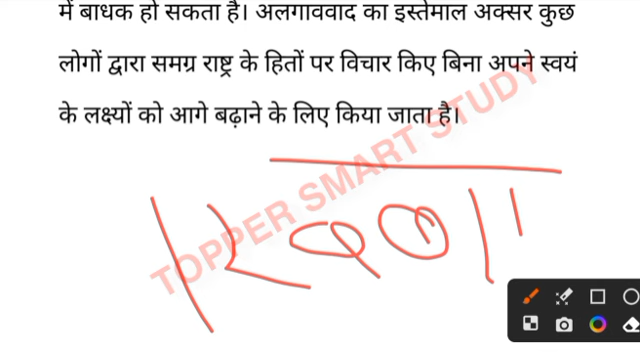 में बाधक हो सकता है। अलगाववाद का इस्तेमाल अक्सर कुछ
लोगों द्वारा समग्र राष्ट्र के हितों पर विचार किए बिना अपने स्वयं
के लक्ष्यों को आगे बढ़ाने के लिए किया जाता है।
TOPPER SMART STUDY